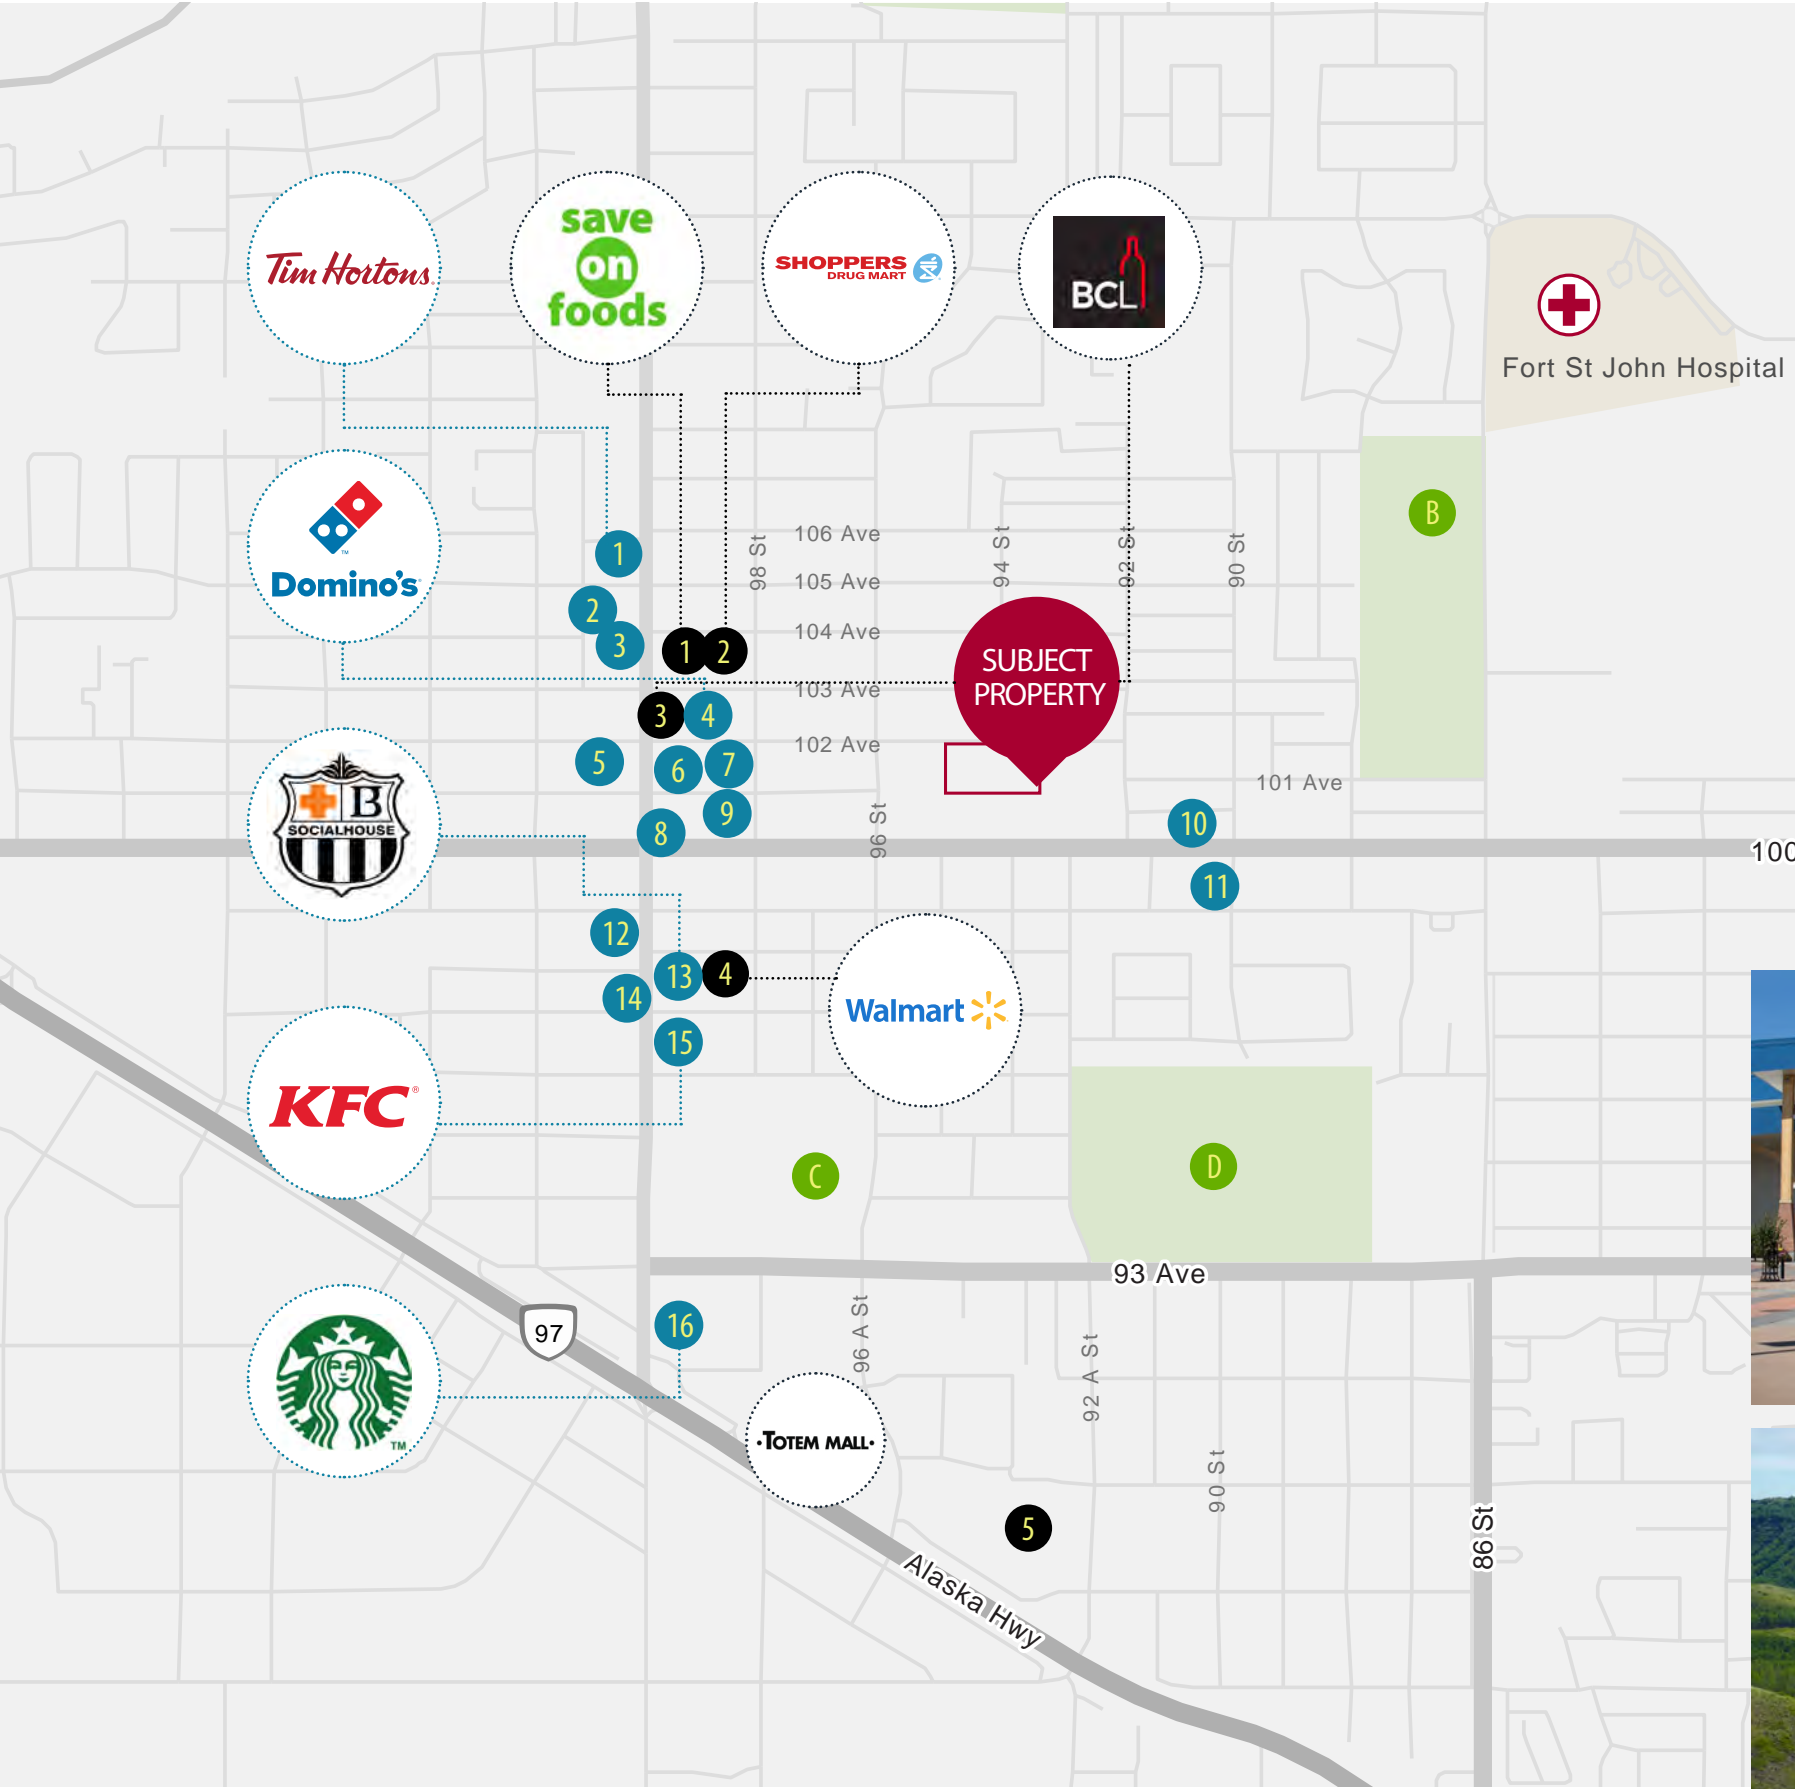 Tim Hortons
save
on
foods
SHOPPERS
DRUG MART
BCL
Fort St John Hospital
Domino's
™
B
1
2
3
1
2
98 St
106 Ave
105 Ave
104 Ave
103 Ave
102 Ave
94 St
92 St
90 St
SUBJECT
PROPERTY
3
4
5
6
7
8
9
101 Ave
96 St
10
11
100
B
SOCIALHOUSE
12
13
4
14
15
Walmart
KFC®
C
D
93 Ave
97
16
96 A St
92 A St
90 St
86 St
TM
·TOTEM MALL·
5
Alaska Hwy